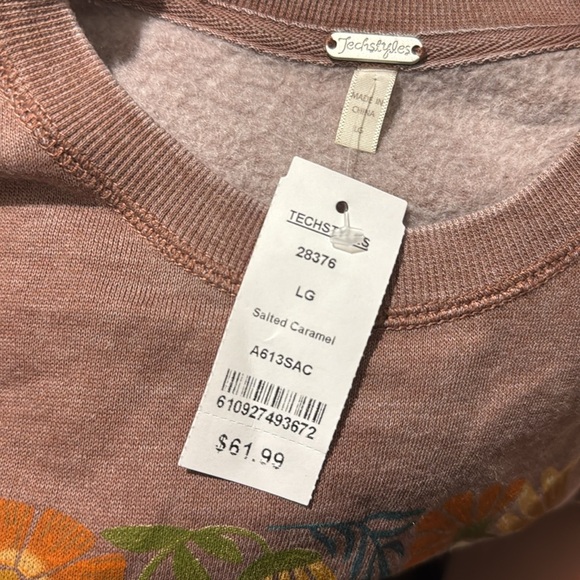 Techstyles
MADE IN
CHINA
LG
TECHSTYLES
28376
LG
Salted Caramel
A613SAC
610927493672
$61.99